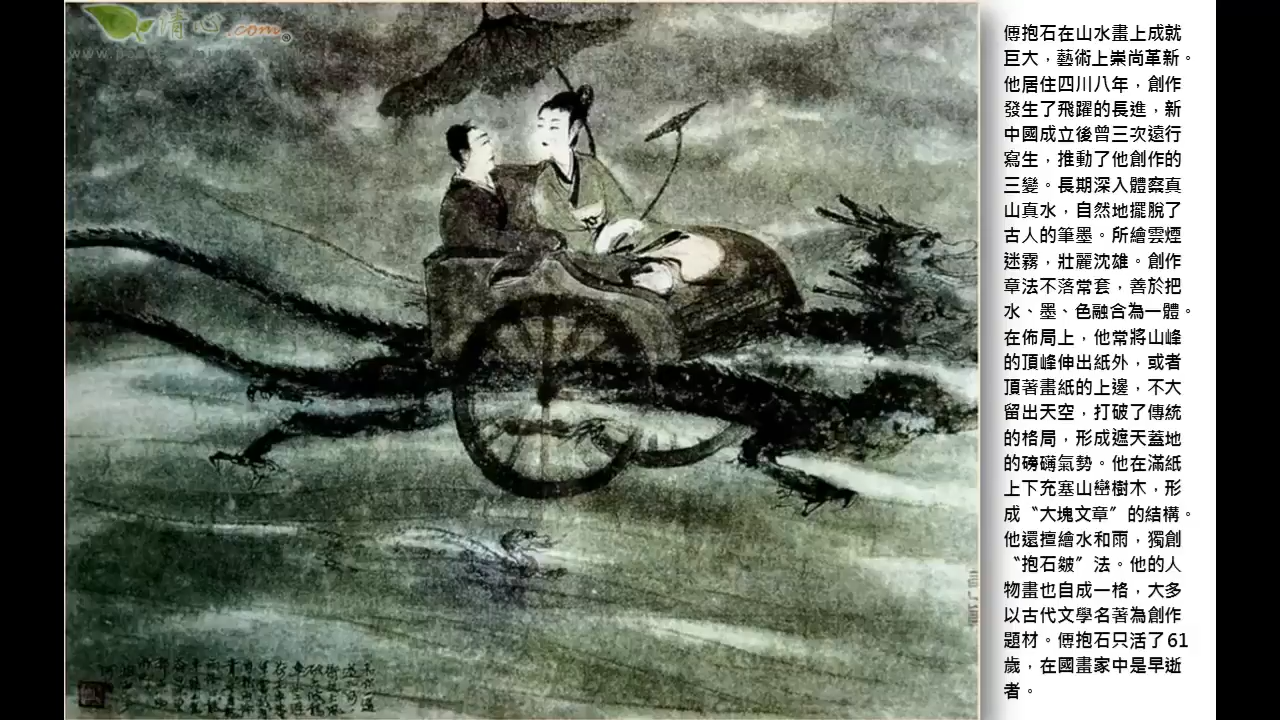 清心.com®
傅抱石在山水畫上成就
巨大，藝術上崇尚革新。
他居住四川八年，創作
發生了飛躍的長進，新
中國成立後曾三次遠行
寫生，推動了他創作的
三變。長期深入體察真
山真水，自然地擺脫了
古人的筆墨。所繪雲煙
迷霧，壯麗沈雄。創作
章法不落常套，善於把
水、墨、色融合為一體。
在佈局上，他常將山峰
的頂峰伸出紙外，或者
頂著畫紙的上邊，不大
留出天空，打破了傳統
的格局，形成遮天蓋地
的磅礴氣勢。他在滿紙
上下充塞山巒樹木，形
成〝大塊文章〞的結構。
他還擅繪水和雨，獨創
〝抱石皴〞法。他的人
物畫也自成一格，大多
以古代文學名著為創作
題材。傅抱石只活了61
歲，在國畫家中是早逝
者。